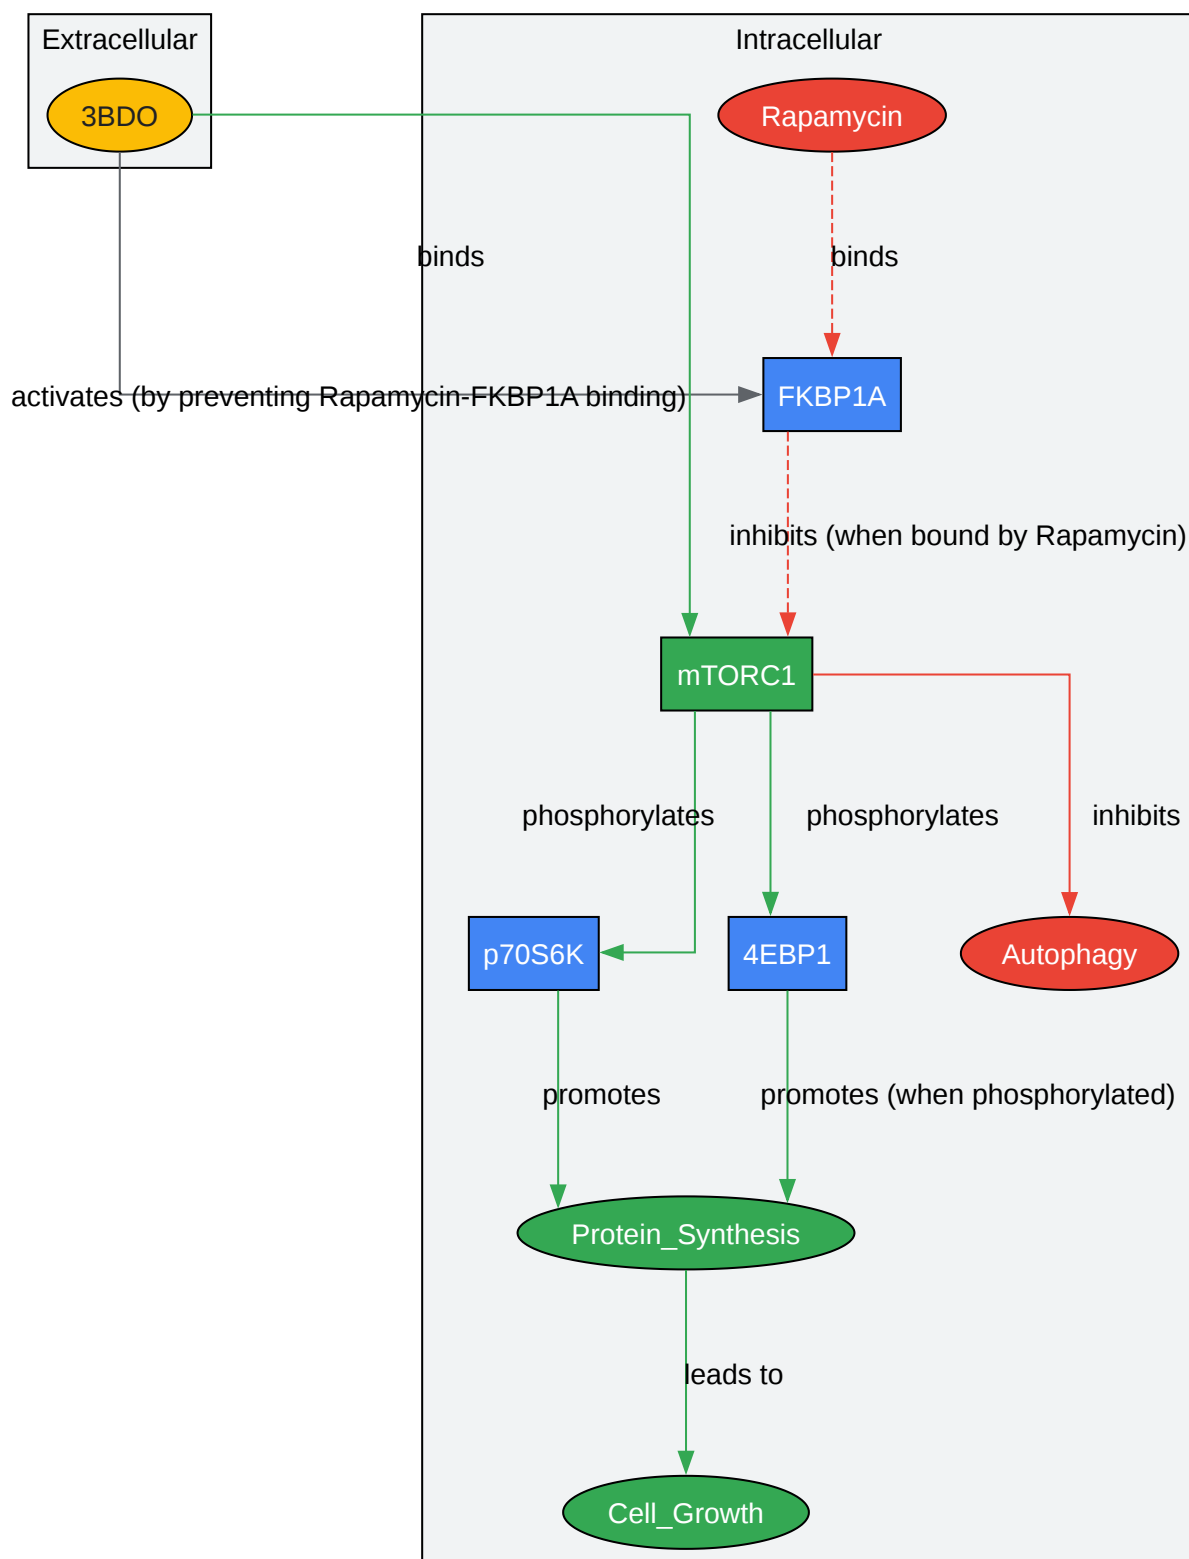 Extracellular
Intracellular
3BDO
Rapamycin
binds
binds
activates (by preventing Rapamycin-FKBP1A binding)
FKBP1A
inhibits (when bound by Rapamycin)
mTORC1
phosphorylates
phosphorylates
inhibits
p70S6K
4EBP1
Autophagy
promotes
promotes (when phosphorylated)
Protein_Synthesis
leads to
Cell_Growth